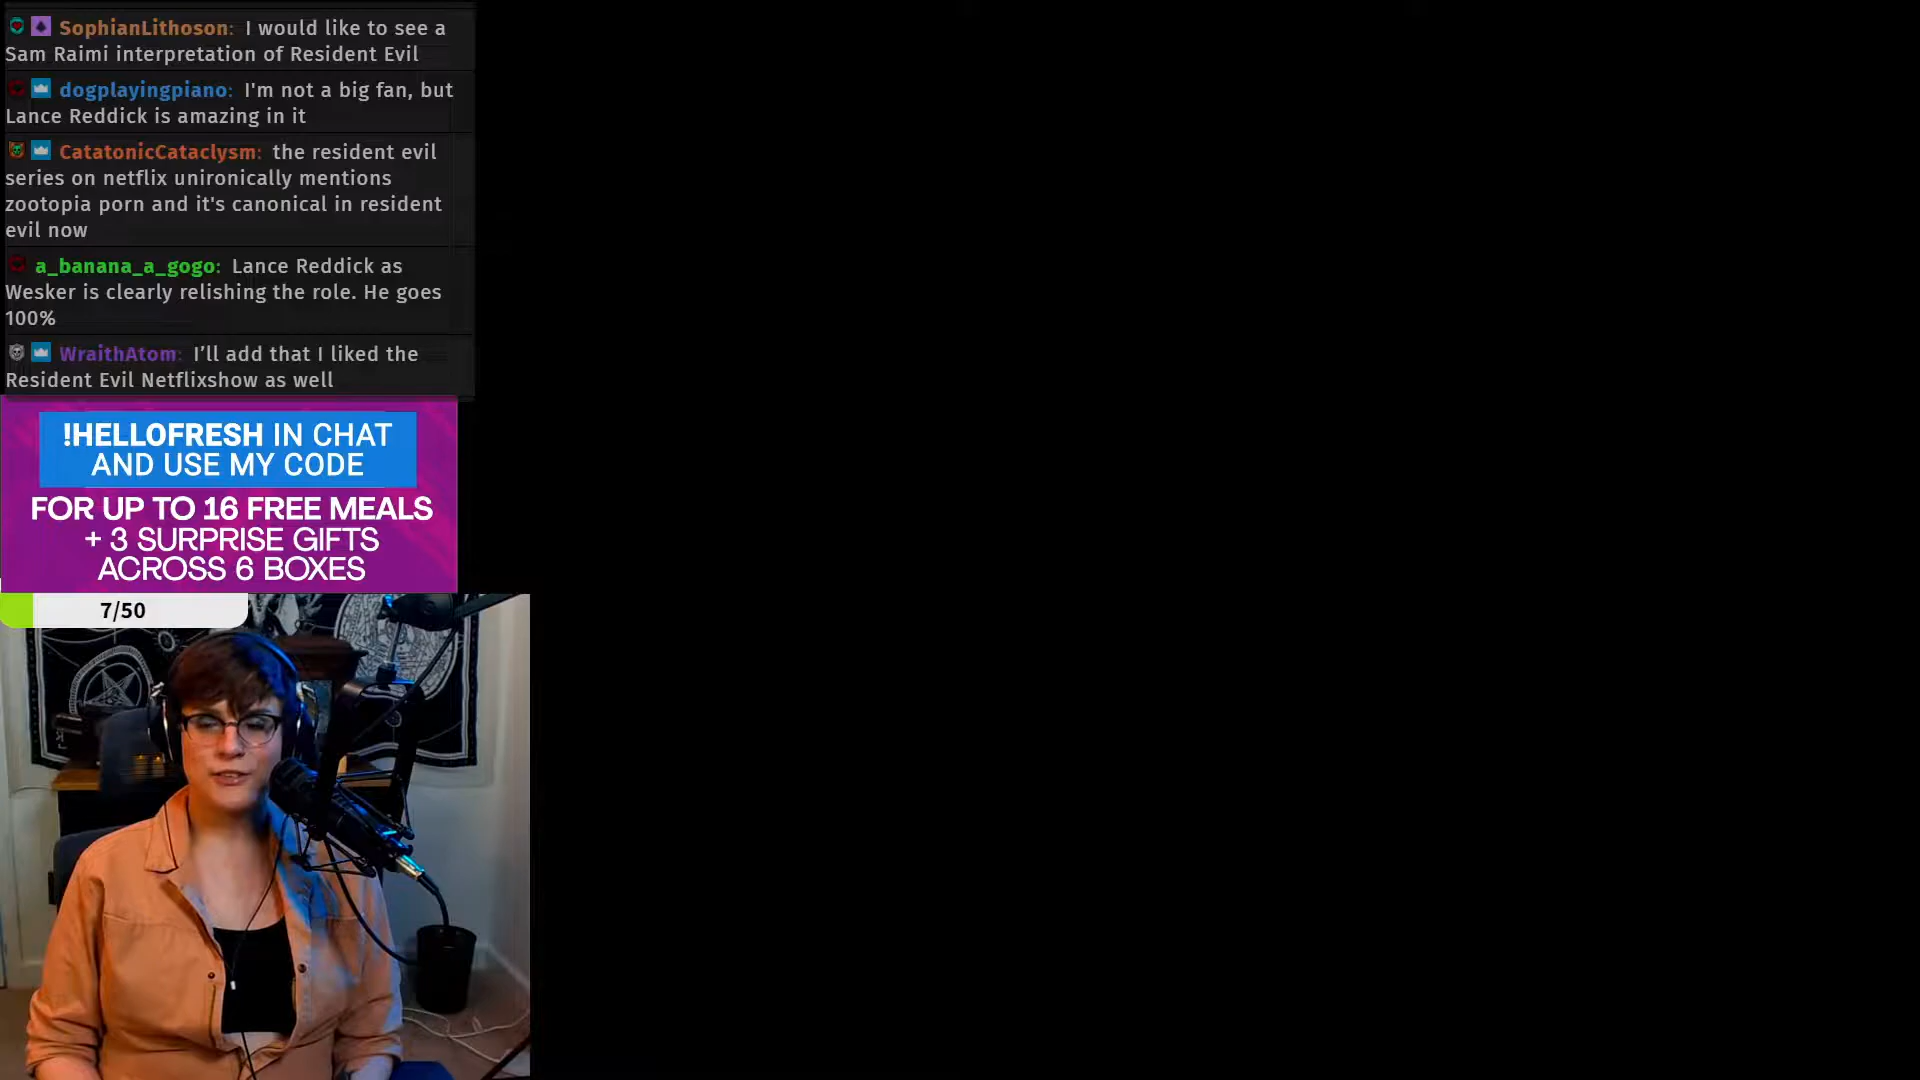 SophianLithoson: I would like to see a
Sam Raimi interpretation of Resident Evil
dogplayingpiano: I'm not a big fan, but
Lance Reddick is amazing in it
CatatonicCataclysm: the resident evil
series on netflix unironically mentions
zootopia porn and it's canonical in resident
evil now
a_banana_a_gogo: Lance Reddick as
Wesker is clearly relishing the role. He goes
100%
WraithAtom: I’ll add that I liked the
Resident Evil Netflixshow as well
!HELLOFRESH IN CHAT
AND USE MY CODE
FOR UP TO 16 FREE MEALS
+ 3 SURPRISE GIFTS
ACROSS 6 BOXES
7/50